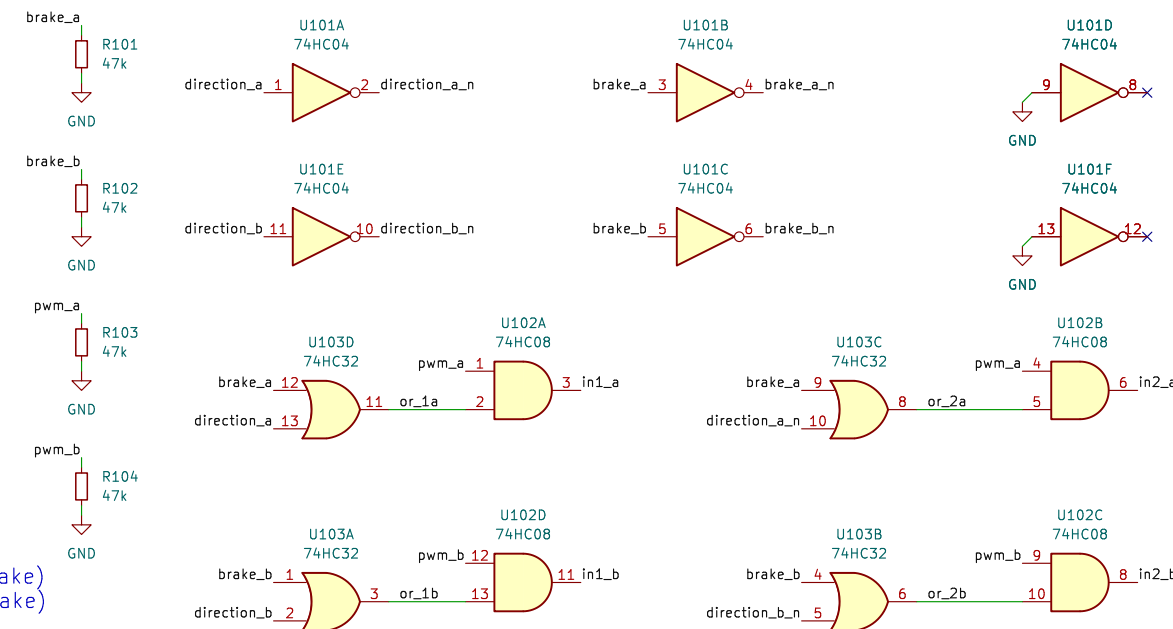 brake_a
R101
47k
GND
U101A
74HC04
direction_a 1 2 direction_a_n
U101B
74HC04
brake_a 3 4 brake_a_n
U101D
74HC04
9 8
GND
brake_b
R102
47k
GND
U101E
74HC04
direction_b 11 10 direction_b_n
U101C
74HC04
brake_b 5 6 brake_b_n
U101F
74HC04
13 12
GND
pwm_a
R103
47k
GND
U103D
74HC32
brake_a 12
direction_a 13
11 or_1a
U102A
74HC08
pwm_a 1
2
3 in1_a
U103C
74HC32
brake_a 9
direction_a_n 10
8 or_2a
U102B
74HC08
pwm_a 4
5
6 in2_a
pwm_b
R104
47k
GND
ake)
ake)
U103A
74HC32
brake_b 1
direction_b 2
3 or_1b
U102D
74HC08
pwm_b 12
13
11 in1_b
U103B
74HC32
brake_b 4
direction_b_n 5
6 or_2b
U102C
74HC08
pwm_b 9
10
8 in2_b